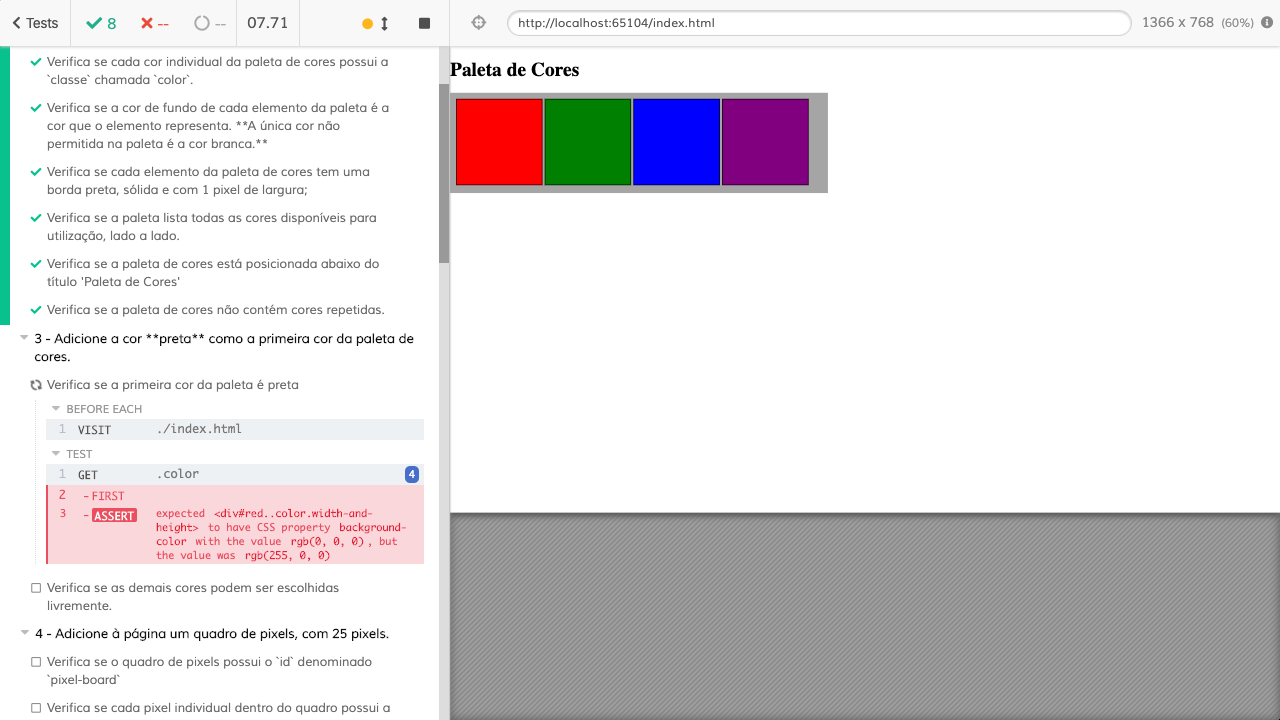 Tests
8
--
--
07.71
http://localhost:65104/index.html
1366 x 768 (60%)
Verifica se cada cor individual da paleta de cores possui a
`classe` chamada `color`.
Verifica se a cor de fundo de cada elemento da paleta é a
cor que o elemento representa. **A única cor não
permitida na paleta é a cor branca.**
Verifica se cada elemento da paleta de cores tem uma
borda preta, sólida e com 1 pixel de largura;
Verifica se a paleta lista todas as cores disponíveis para
utilização, lado a lado.
Verifica se a paleta de cores está posicionada abaixo do
título 'Paleta de Cores'
Verifica se a paleta de cores não contém cores repetidas.
3 - Adicione a cor **preta** como a primeira cor da paleta de
cores.
Verifica se a primeira cor da paleta é preta
BEFORE EACH
1 VISIT ./index.html
TEST
1 GET .color 4
2 -FIRST
3 -ASSERT expected <div#red..color.width-and-
height> to have CSS property background-
color with the value rgb(0, 0, 0), but
the value was rgb(255, 0, 0)
Verifica se as demais cores podem ser escolhidas
livremente.
4 - Adicione à página um quadro de pixels, com 25 pixels.
Verifica se o quadro de pixels possui o `id` denominado
`pixel-board`
Verifica se cada pixel individual dentro do quadro possui a
Paleta de Cores